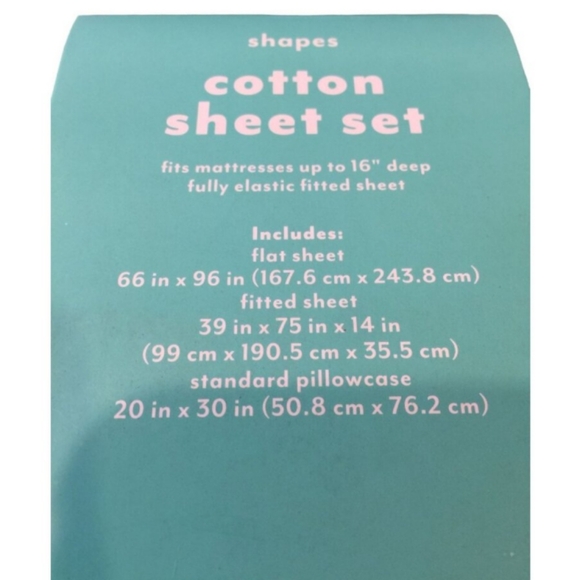 shapes
cotton
sheet set
fits mattresses up to 16" deep
fully elastic fitted sheet
Includes:
flat sheet
66 in x 96 in (167.6 cm x 243.8 cm)
fitted sheet
39 in x 75 in x 14 in
(99 cm x 190.5 cm x 35.5 cm)
standard pillowcase
20 in x 30 in (50.8 cm x 76.2 cm)